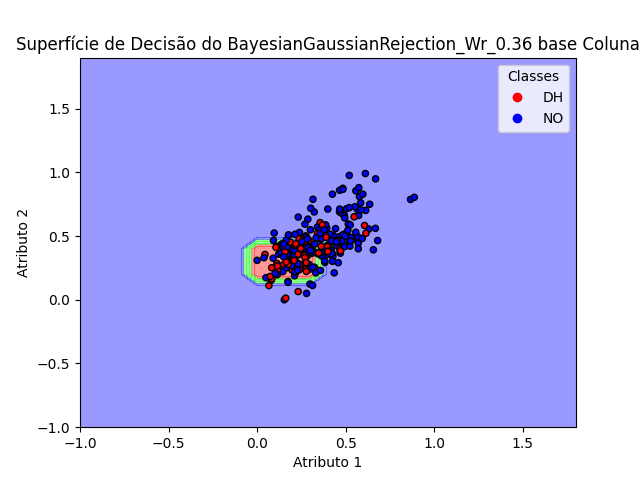 Superfície de Decisão do BayesianGaussianRejection_Wr_0.36 base Coluna
Classes
DH
NO
1.5
1.0
0.5
0.0
−0.5
−1.0
Atributo 2
−1.0 −0.5 0.0 0.5 1.0 1.5
Atributo 1